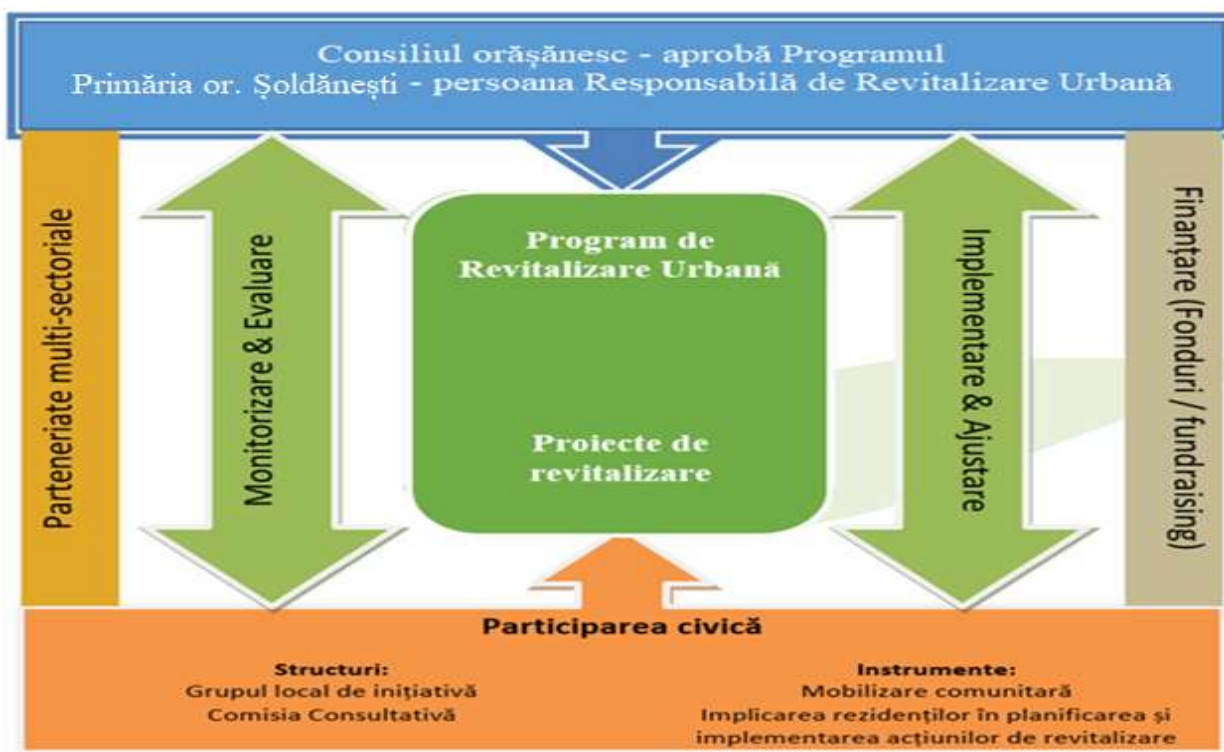 Consiliul orășănesc - aprobă Programul
Primăria or. Șoldănești - persoana Responsabilă de Revitalizare Urbană
Parteneriate multi-sectoriale
Monitorizare & Evaluare
Program de
Revitalizare Urbană
Proiecte de
revitalizare
Implementare & Ajustare
Finanțare (Fonduri / fundraising)
Participarea civică
Structuri:
Grupul local de inițiativă
Comisia Consultativă
Instrumente:
Mobilizare comunitară
Implicarea rezidenților în planificarea și
implementarea acțiunilor de revitalizare